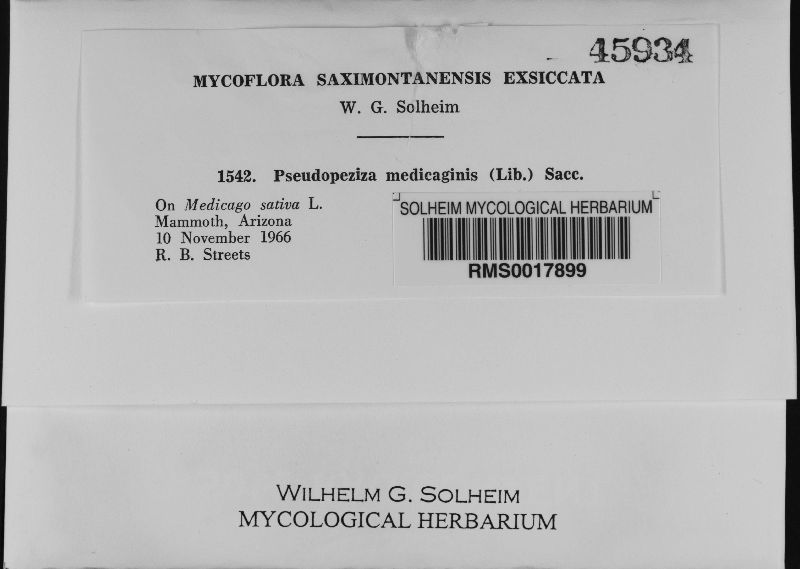 45934
MYCOFLORA SAXIMONTANENSIS EXSICCATA
W. G. Solheim
1542. Pseudopeziza medicaginis (Lib.) Sacc.
On Medicago sativa L.
Mammoth, Arizona
10 November 1966
R. B. Streets
SOLHEIM MYCOLOGICAL HERBARIUM
RMS0017899
WILHELM G. SOLHEIM
MYCOLOGICAL HERBARIUM